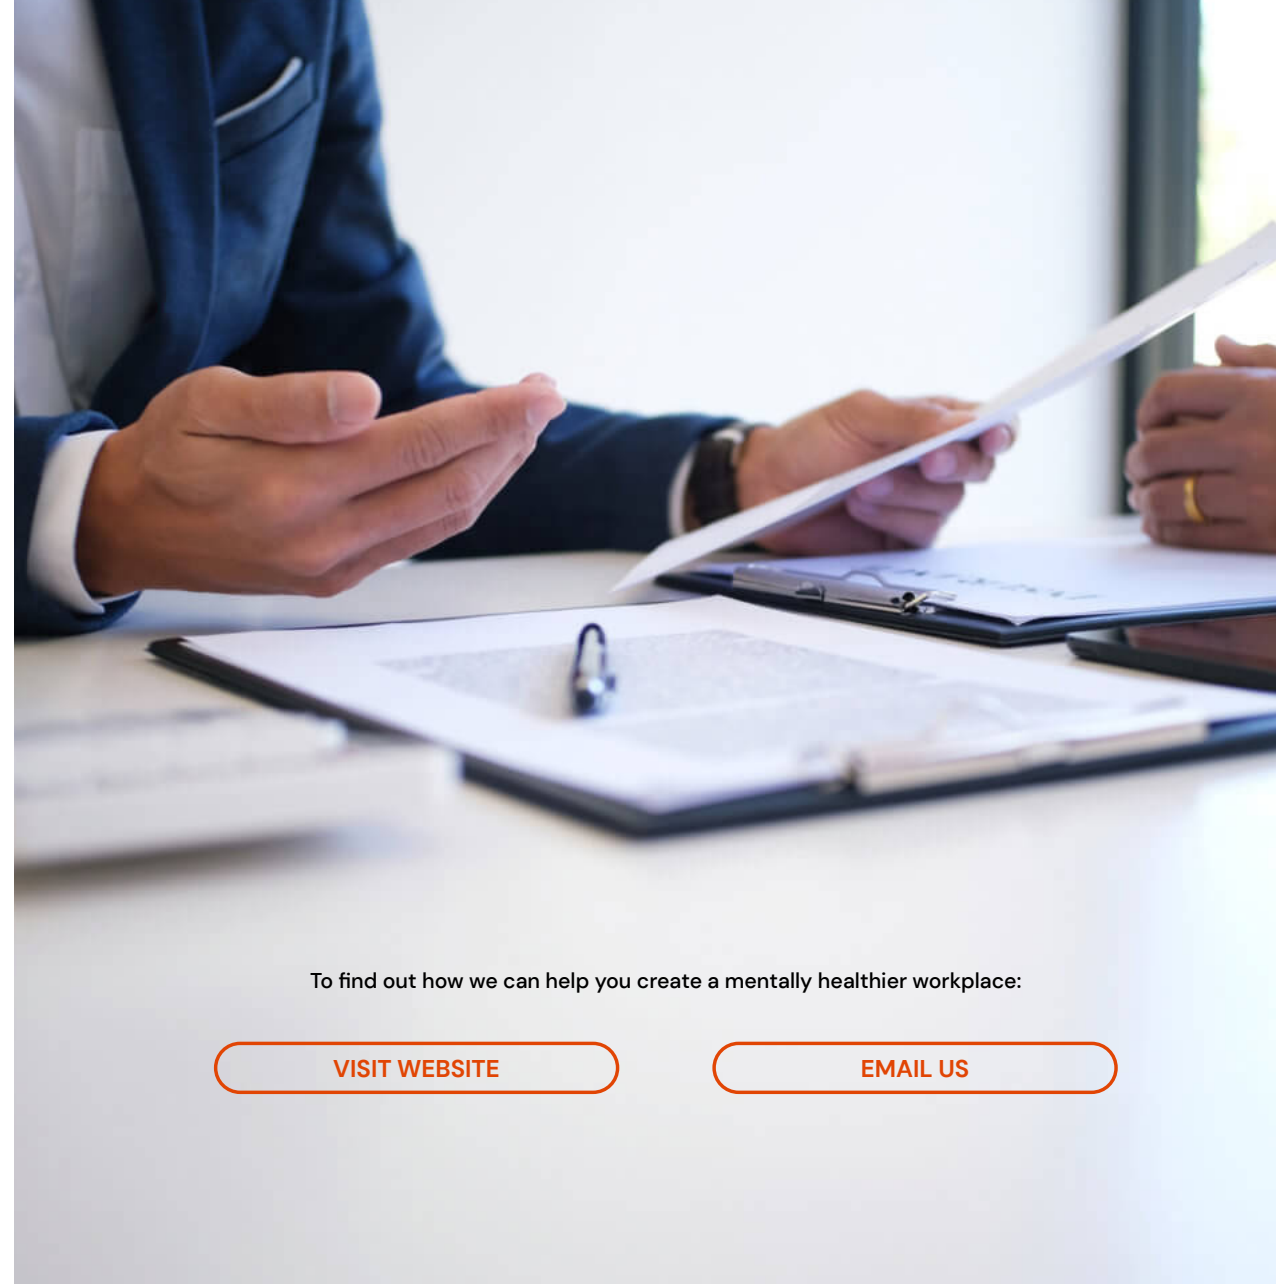 To find out how we can help you create a mentally healthier workplace:
VISIT WEBSITE
EMAIL US